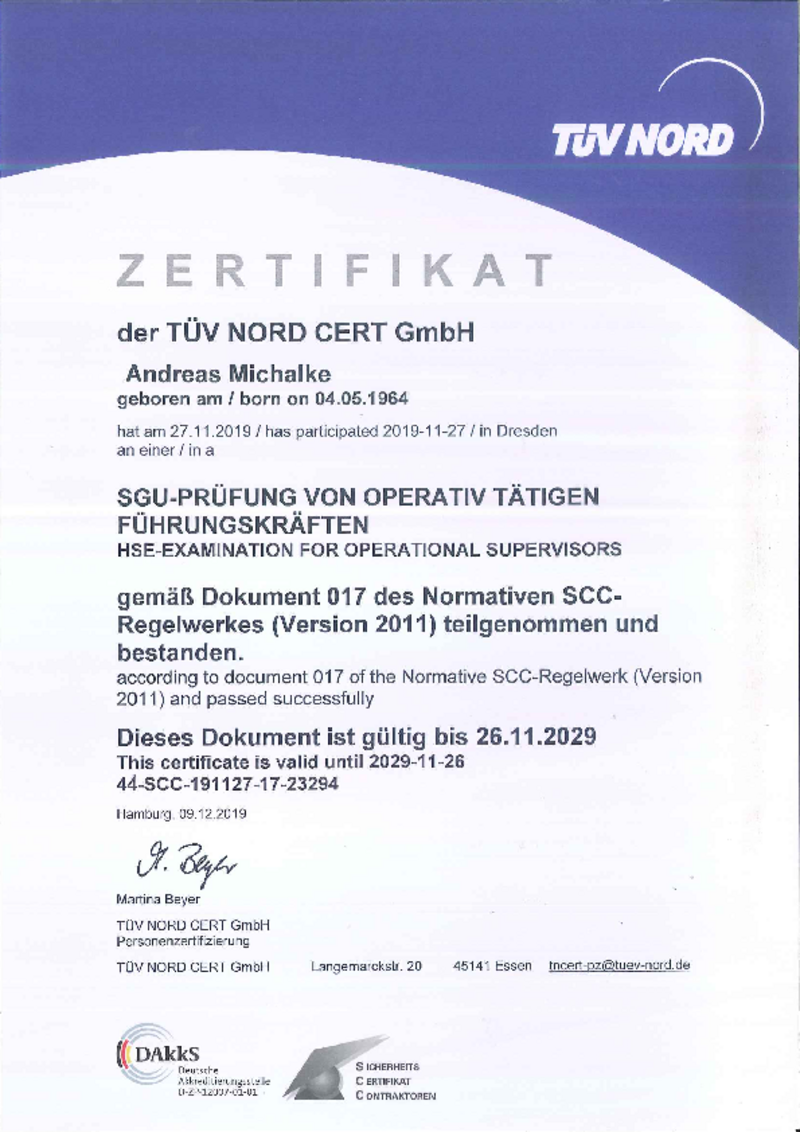 TÜV NORD
ZERTIFIKAT
der TÜV NORD CERT GmbH
Andreas Michalke
geboren am / born on 04.05.1964
hat am 27.11.2019 / has participated 2019-11-27 / in Dresden
an einer / in a
SGU-PRÜFUNG VON OPERATIV TÄTIGEN
FÜHRUNGSKRÄFTEN
HSE-EXAMINATION FOR OPERATIONAL SUPERVISORS
gemäß Dokument 017 des Normativen SCC-
Regelwerkes (Version 2011) teilgenommen und
bestanden.
according to document 017 of the Normative SCC-Regelwerk (Version
2011) and passed successfully
Dieses Dokument ist gültig bis 26.11.2029
This certificate is valid until 2029-11-26
44-SCC-191127-17-23294
Hamburg, 09.12.2019
M. Beyer
Martina Beyer
TÜV NORD CERT GmbH
Personenzertifizierung
TÜV NORD CERT GmbH Langemarckstr. 20 45141 Essen tncert-pz@tuev-nord.de
DAkkS
Deutsche
Akkreditierungsstelle
D-ZP-12007-01-01
SICHERHEITS
CERTIFIKAT
CONTRAKTOREN